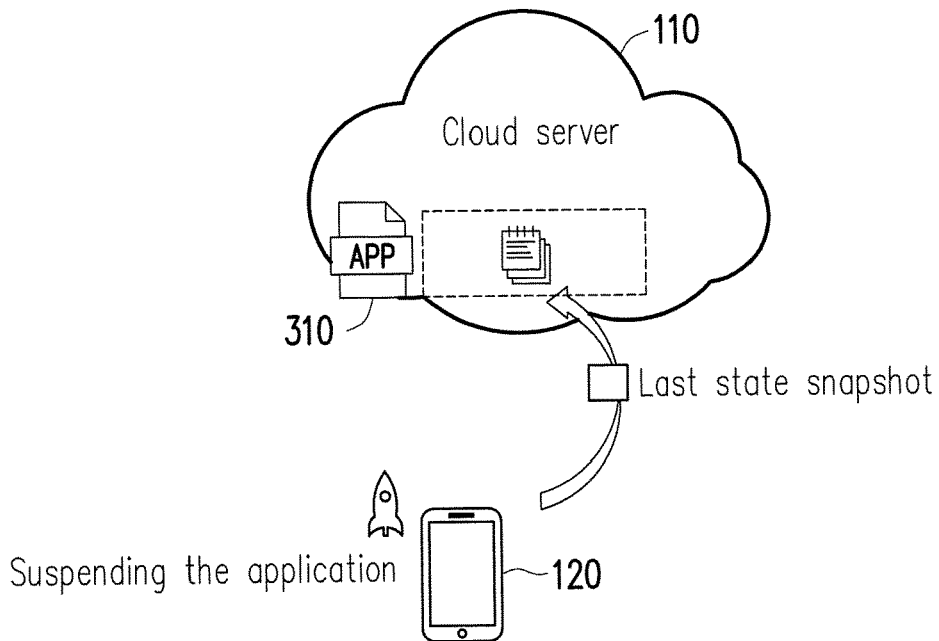 110
Cloud server
APP
310
Last state snapshot
Suspending the application
120